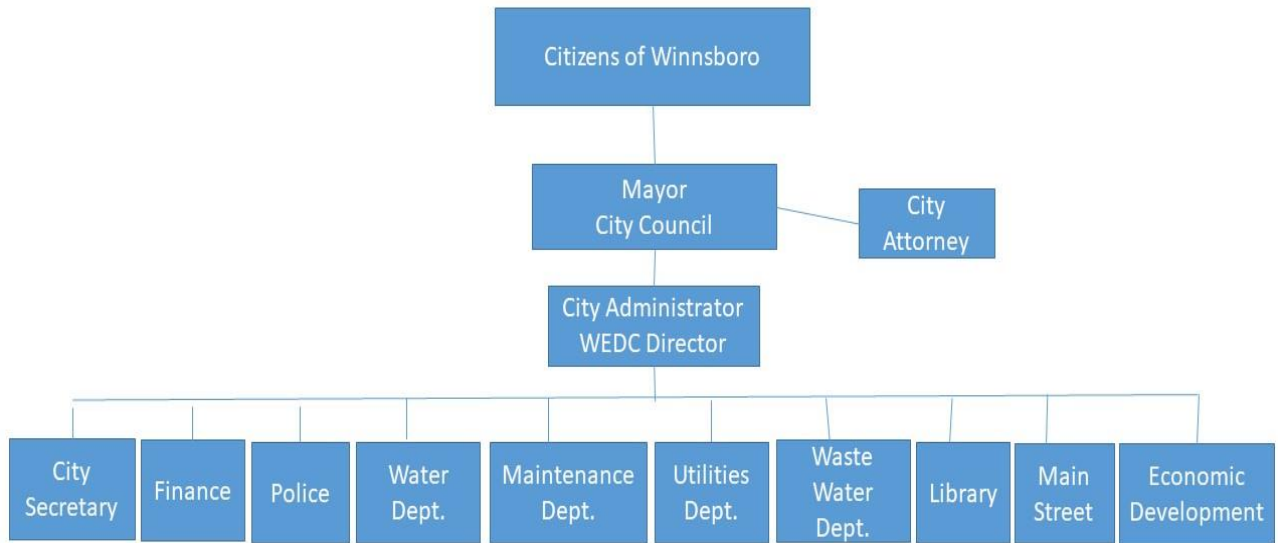 Citizens of Winnsboro
Mayor
City Council
City
Attorney
City Administrator
WEDC Director
City
Secretary
Finance
Police
Water
Dept.
Maintenance
Dept.
Utilities
Dept.
Waste
Water
Dept.
Library
Main
Street
Economic
Development